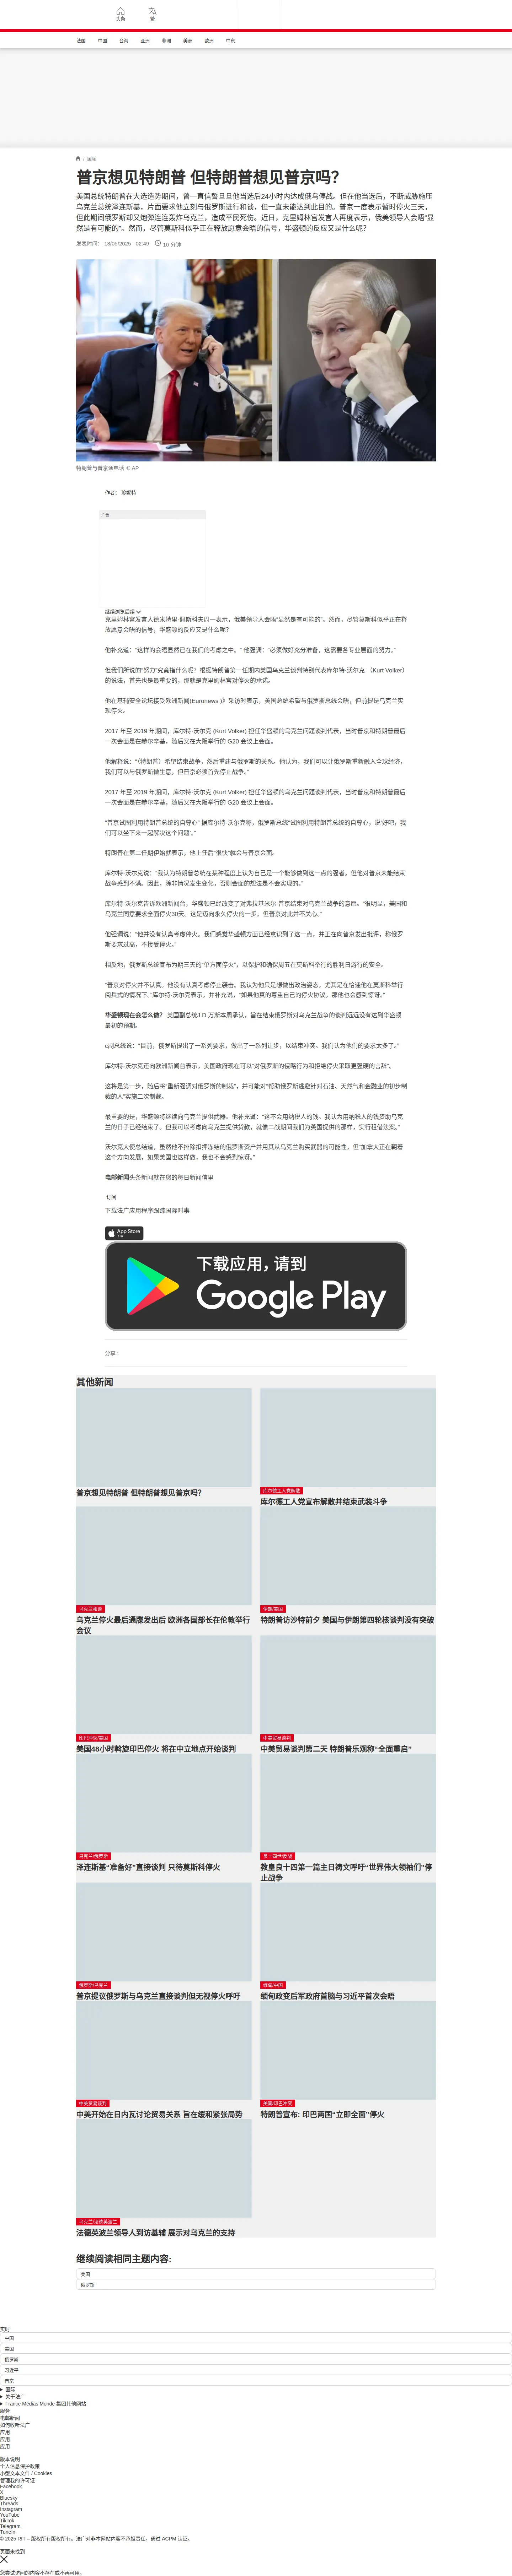 头条
繁
法国 中国 台海 亚洲 非洲 美洲 欧洲 中东
/ 国际
普京想见特朗普 但特朗普想见普京吗?
美国总统特朗普在大选造势期间，曾一直信誓旦旦他当选后24小时内达成俄乌停战。但在他当选后，不断威胁施压
乌克兰总统泽连斯基，片面要求他立刻与俄罗斯进行和谈，但一直未能达到此目的。普京一度表示暂时停火三天，
但此期间俄罗斯却又炮弹连连轰炸乌克兰，造成平民死伤。近日，克里姆林宫发言人再度表示，俄美领导人会晤“显
然是有可能的”。然而，尽管莫斯科似乎正在释放愿意会晤的信号，华盛顿的反应又是什么呢?
发表时间： 13/05/2025 - 02:49 10 分钟
特朗普与普京通电话 © AP
作者： 珍妮特
广告
继续浏览后续
克里姆林宫发言人德米特里·佩斯科夫周一表示，俄美领导人会晤“显然是有可能的”。然而，尽管莫斯科似乎正在释
放愿意会晤的信号，华盛顿的反应又是什么呢?
他补充道：“这样的会晤显然已在我们的考虑之中。” 他强调：“必须做好充分准备，这需要各专业层面的努力。”
但我们所说的“努力”究竟指什么呢？根据特朗普第一任期内美国乌克兰谈判特别代表库尔特·沃尔克 （Kurt Volker）
的说法，首先也是最重要的，那就是克里姆林宫对停火的承诺。
他在基辅安全论坛接受欧洲新闻(Euronews )》采访时表示，美国总统希望与俄罗斯总统会晤，但前提是乌克兰实
现停火。
2017 年至 2019 年期间，库尔特·沃尔克 (Kurt Volker) 担任华盛顿的乌克兰问题谈判代表，当时普京和特朗普最后
一次会面是在赫尔辛基，随后又在大阪举行的 G20 会议上会面。
他解释说：“（特朗普）希望结束战争，然后重建与俄罗斯的关系。他认为，我们可以让俄罗斯重新融入全球经济，
我们可以与俄罗斯做生意，但普京必须首先停止战争。”
2017 年至 2019 年期间，库尔特·沃尔克 (Kurt Volker) 担任华盛顿的乌克兰问题谈判代表，当时普京和特朗普最后
一次会面是在赫尔辛基，随后又在大阪举行的 G20 会议上会面。
“普京试图利用特朗普总统的自尊心” 据库尔特·沃尔克称，俄罗斯总统“试图利用特朗普总统的自尊心，说‘好吧，我
们可以坐下来一起解决这个问题’。”
特朗普在第二任期伊始就表示，他上任后“很快”就会与普京会面。
库尔特·沃尔克说：“我认为特朗普总统在某种程度上认为自己是一个能够做到这一点的强者。但他对普京未能结束
战争感到不满。因此，除非情况发生变化，否则会面的想法是不会实现的。”
库尔特·沃尔克告诉欧洲新闻台，华盛顿已经改变了对弗拉基米尔·普京结束对乌克兰战争的意愿。“很明显，美国和
乌克兰同意要求全面停火30天。这是迈向永久停火的一步，但普京对此并不关心。”
他强调说：“他并没有认真考虑停火。我们感觉华盛顿方面已经意识到了这一点，并正在向普京发出批评，称俄罗
斯要求过高，不接受停火。”
相反地，俄罗斯总统宣布为期三天的“单方面停火”，以保护和确保周五在莫斯科举行的胜利日游行的安全。
“普京对停火并不认真。他没有认真考虑停止袭击。我认为他只是想做出政治姿态，尤其是在恰逢他在莫斯科举行
阅兵式的情况下。”库尔特·沃尔克表示，并补充说，“如果他真的尊重自己的停火协议，那他也会感到惊讶。”
华盛顿现在会怎么做？ 美国副总统J.D.万斯本周承认，旨在结束俄罗斯对乌克兰战争的谈判远远没有达到华盛顿
最初的预期。
c副总统说：“目前，俄罗斯提出了一系列要求，做出了一系列让步，以结束冲突。我们认为他们的要求太多了。”
库尔特·沃尔克还向欧洲新闻台表示，美国政府现在可以“对俄罗斯的侵略行为和拒绝停火采取更强硬的言辞”。
这将是第一步，随后将“重新强调对俄罗斯的制裁”，并可能对“帮助俄罗斯逃避针对石油、天然气和金融业的初步制
裁的人”实施二次制裁。
最重要的是，华盛顿将继续向乌克兰提供武器。他补充道：“这不会用纳税人的钱。我认为用纳税人的钱资助乌克
兰的日子已经结束了。但我可以考虑向乌克兰提供贷款，就像二战期间我们为英国提供的那样，实行租借法案。”
沃尔克大使总结道，虽然他不排除扣押冻结的俄罗斯资产并用其从乌克兰购买武器的可能性，但“加拿大正在朝着
这个方向发展，如果美国也这样做，我也不会感到惊讶。”
电邮新闻头条新闻就在您的每日新闻信里
订阅
下载法广应用程序跟踪国际时事
App Store
下载
下载应用，请到
Google Play
分享 :
其他新闻
普京想见特朗普 但特朗普想见普京吗?
库尔德工人党解散
库尔德工人党宣布解散并结束武装斗争
乌克兰和谈
乌克兰停火最后通牒发出后 欧洲各国部长在伦敦举行
会议
伊朗/美国
特朗普访沙特前夕 美国与伊朗第四轮核谈判没有突破
印巴冲突/美国
美国48小时斡旋印巴停火 将在中立地点开始谈判
中美贸易谈判
中美贸易谈判第二天 特朗普乐观称“全面重启”
乌克兰/俄罗斯
泽连斯基“准备好”直接谈判 只待莫斯科停火
良十四世/反战
教皇良十四第一篇主日祷文呼吁“世界伟大领袖们”停
止战争
俄罗斯/乌克兰
普京提议俄罗斯与乌克兰直接谈判但无视停火呼吁
缅甸/中国
缅甸政变后军政府首脑与习近平首次会晤
中美贸易谈判
中美开始在日内瓦讨论贸易关系 旨在缓和紧张局势
美国/印巴冲突
特朗普宣布: 印巴两国“立即全面”停火
乌克兰/法德英波兰
法德英波兰领导人到访基辅 展示对乌克兰的支持
继续阅读相同主题内容:
美国
俄罗斯
实时
中国
美国
俄罗斯
习近平
普京
国际
关于法广
France Médias Monde 集团其他网站
服务
电邮新闻
如何收听法广
应用
应用
应用
版本说明
个人信息保护政策
小型文本文件 / Cookies
管理我的许可证
Facebook
X
Bluesky
Threads
Instagram
YouTube
TikTok
Telegram
TuneIn
© 2025 RFI – 版权所有版权所有。法广对非本网站内容不承担责任。通过 ACPM 认证。
页面未找到
您尝试访问的内容不存在或不再可用。